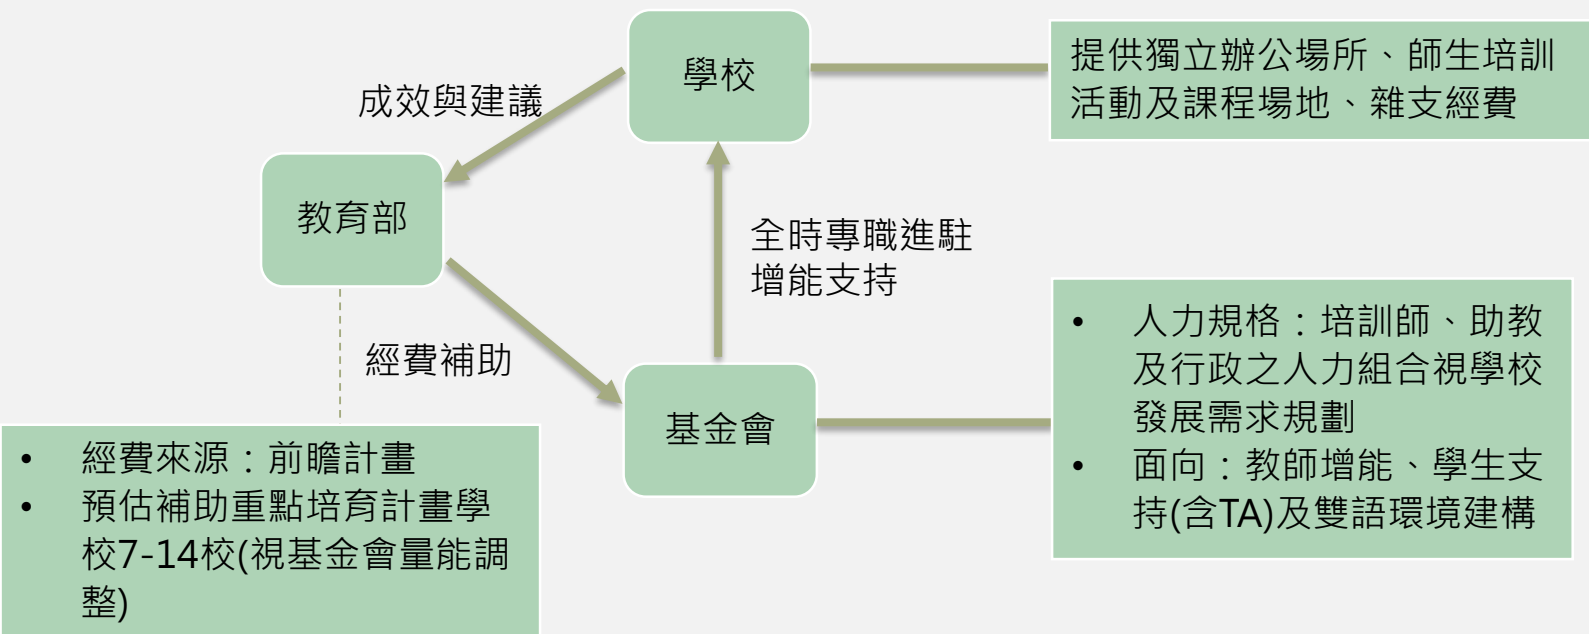 學校
提供獨立辦公場所、師生培訓
活動及課程場地、雜支經費
成效與建議
教育部
全時專職進駐
增能支持
經費補助
基金會
• 人力規格：培訓師、助教
及行政之人力組合視學校
發展需求規劃
• 面向：教師增能、學生支
持(含TA)及雙語環境建構
• 經費來源：前瞻計畫
• 預估補助重點培育計畫學
校7-14校(視基金會量能調
整)